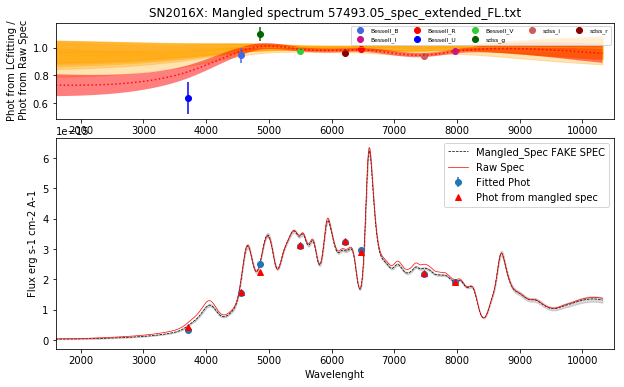 SN2016X: Mangled spectrum 57493.05_spec_extended_FL.txt
Phot from LCfitting /
Phot from Raw Spec
1.0
0.8
0.6
Bessell_B Bessell_R Bessell_V sdss_i sdss_r
Bessell_I Bessell_U sdss_g
2000 3000 4000 5000 6000 7000 8000 9000 10000
Flux erg s-1 cm-2 A-1
6
5
4
3
2
1
0
Mangled_Spec FAKE SPEC
Raw Spec
Fitted Phot
Phot from mangled spec
2000 3000 4000 5000 6000 7000 8000 9000 10000
Wavelenght